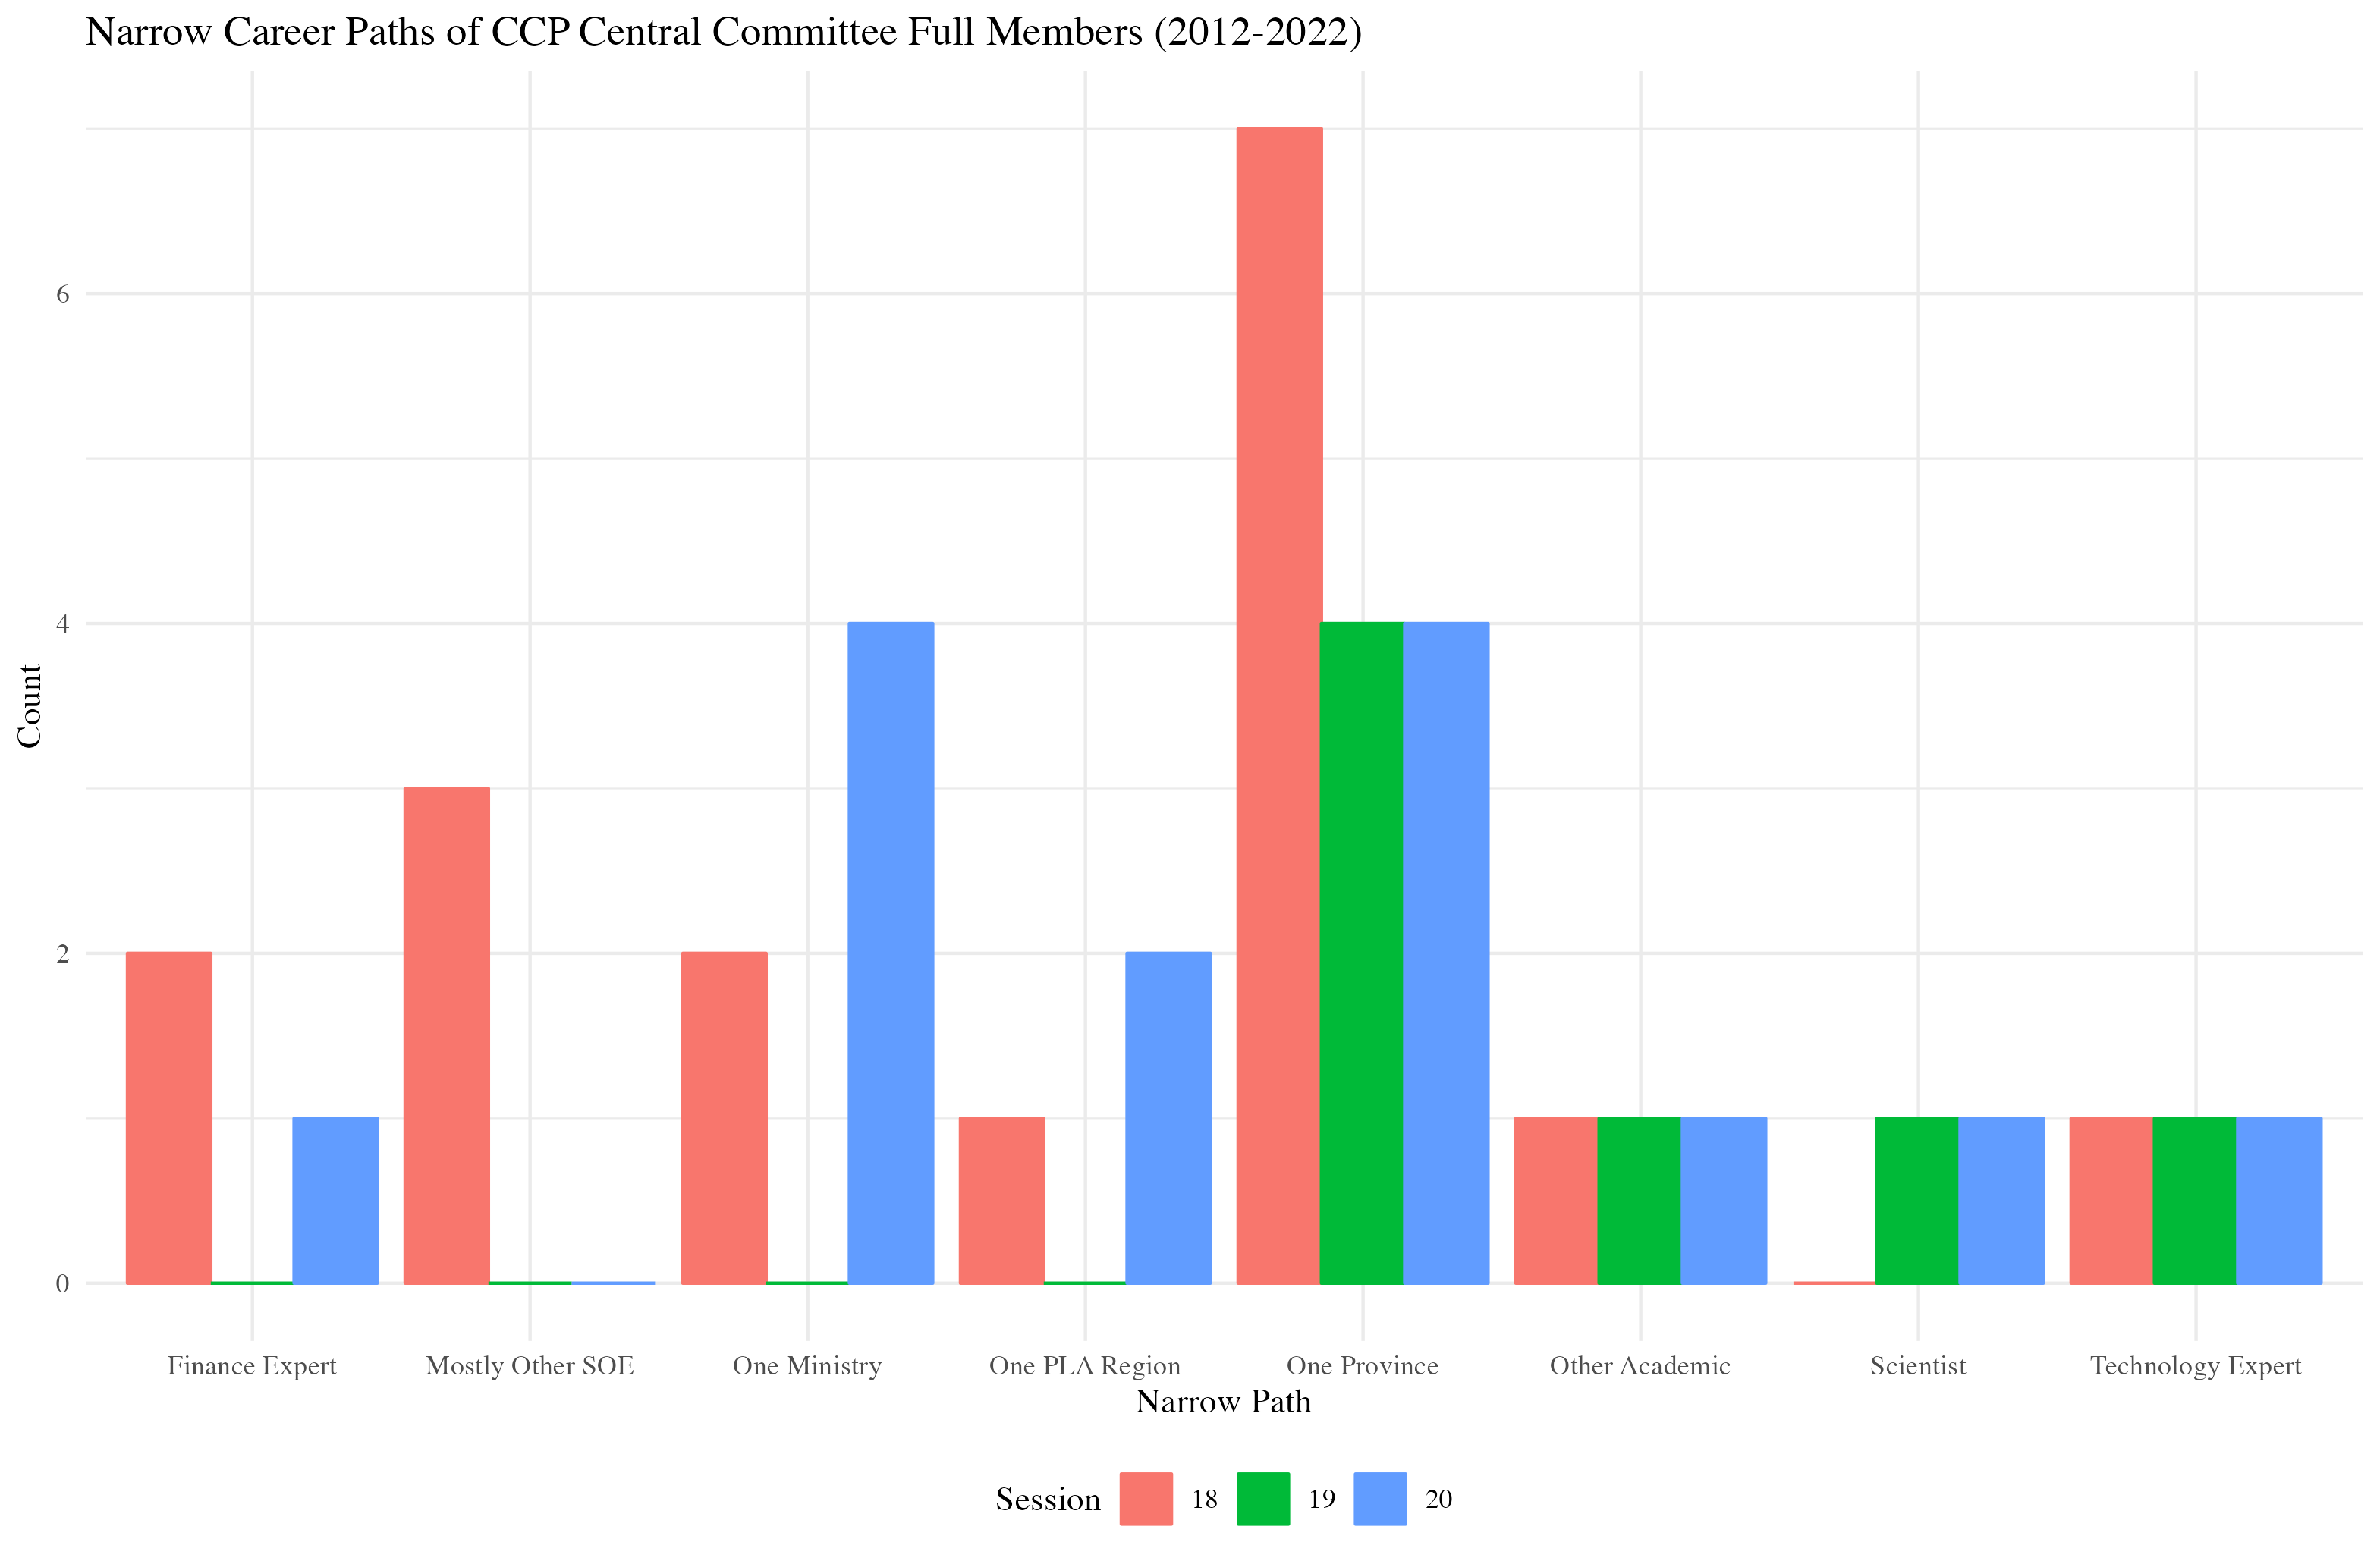 Narrow Career Paths of CCP Central Committee Full Members (2012-2022)
Count
6
4
2
0
Finance Expert
Mostly Other SOE
One Ministry
One PLA Region
One Province
Other Academic
Scientist
Technology Expert
Narrow Path
Session 18 19 20